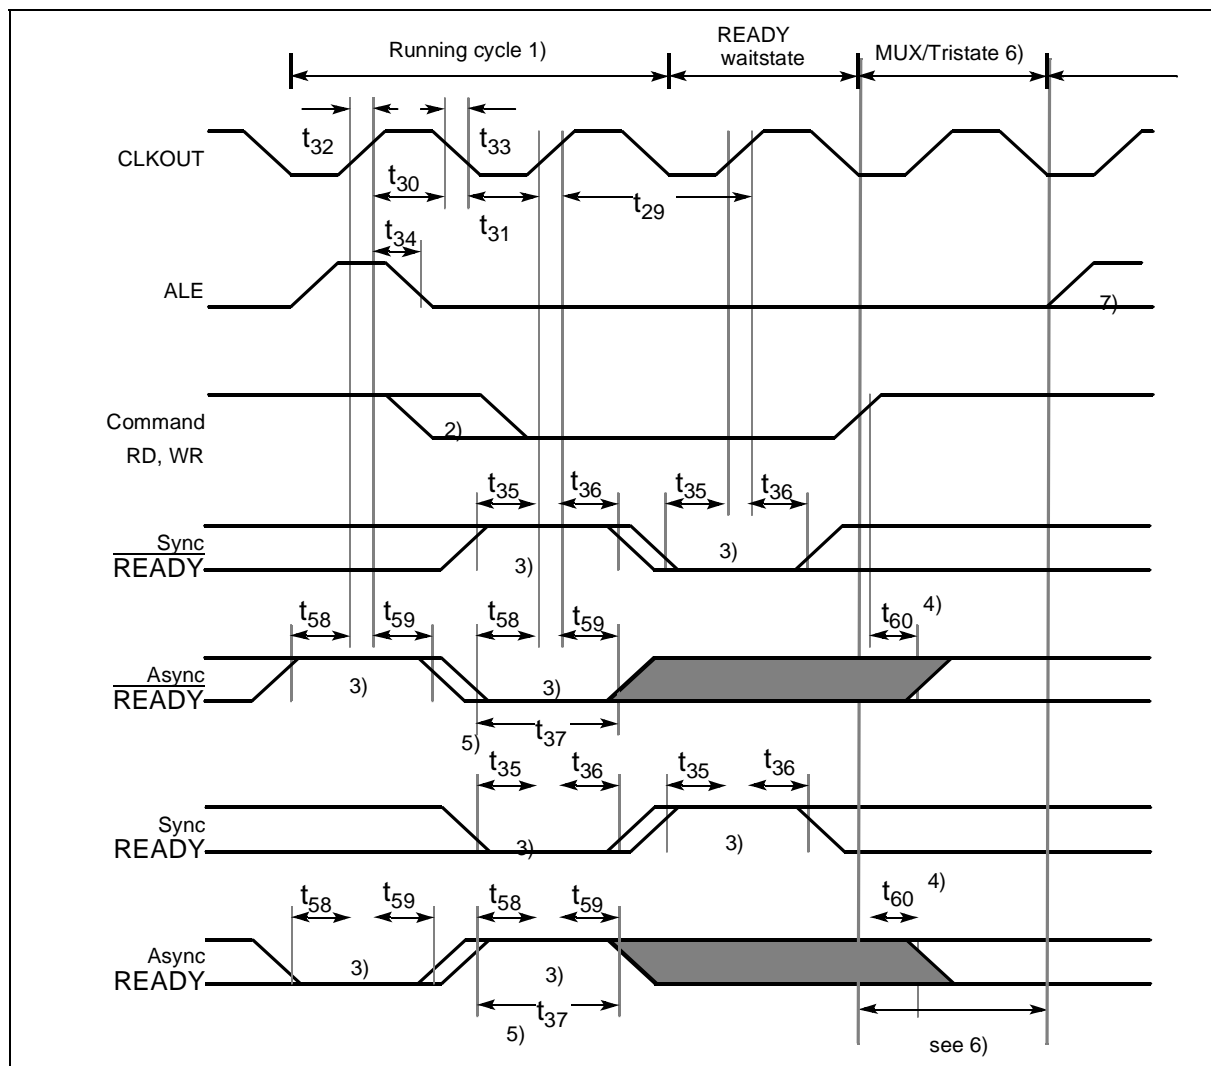 Running cycle 1)
READY
waitstate
MUX/Tristate 6)
CLKOUT
t32
t33
t30
t31
t29
t34
ALE
7)
Command
RD, WR
2)
t35
t36
t35
t36
Sync
READY
3)
3)
t58
t59
t58
t59
t60
4)
Async
READY
3)
3)
5)
t37
t35
t36
t35
t36
Sync
READY
3)
3)
t58
t59
t58
t59
t60
4)
Async
READY
3)
3)
5)
t37
see 6)